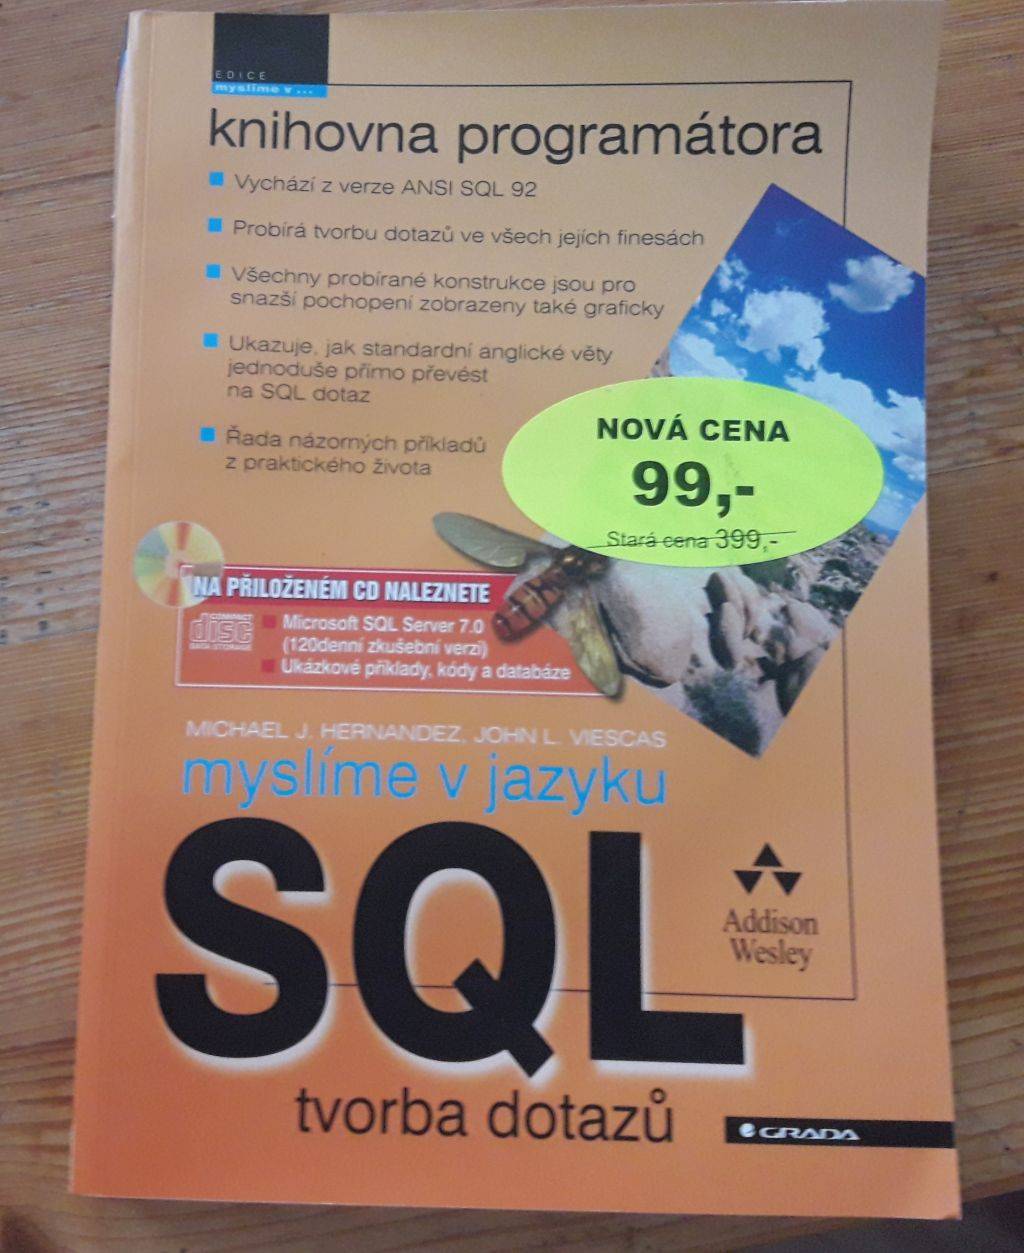 EDICE
myslíme v ...
knihovna programátora
Vychází z verze ANSI SQL 92
Probírá tvorbu dotazů ve všech jejích finesách
Všechny probírané konstrukce jsou pro
snazší pochopení zobrazeny také graficky
Ukazuje, jak standardní anglické věty
jednoduše přímo převést
na SQL dotaz
Řada názorných příkladů
z praktického života
NOVÁ CENA
99,-
Stará cena 399,-
NA PŘILOŽENÉM CD NALEZNETE
COMPACT
disc
DATA STORAGE
Microsoft SQL Server 7.0
(120denní zkušební verzi)
Ukázkové příklady, kódy a databáze
MICHAEL J. HERNANDEZ, JOHN L. VIESCAS
myslíme v jazyku
SQL
Addison
Wesley
tvorba dotazů
GRADA